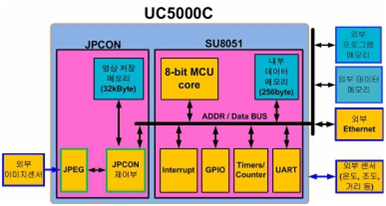 UC5000C
JPCON
SU8051
영상 저장
메모리
(32kByte)
8-bit MCU
core
내부
데이터
메모리
(256byte)
ADDR / Data BUS
JPEG
JPCON
제어부
Interrupt
GPIO
Timers/
Counter
UART
외부
이미지센서
외부
프로그램
메모리
외부 데이터
메모리
외부
Ethernet
외부 센서
(온도, 조도,
거리 등)